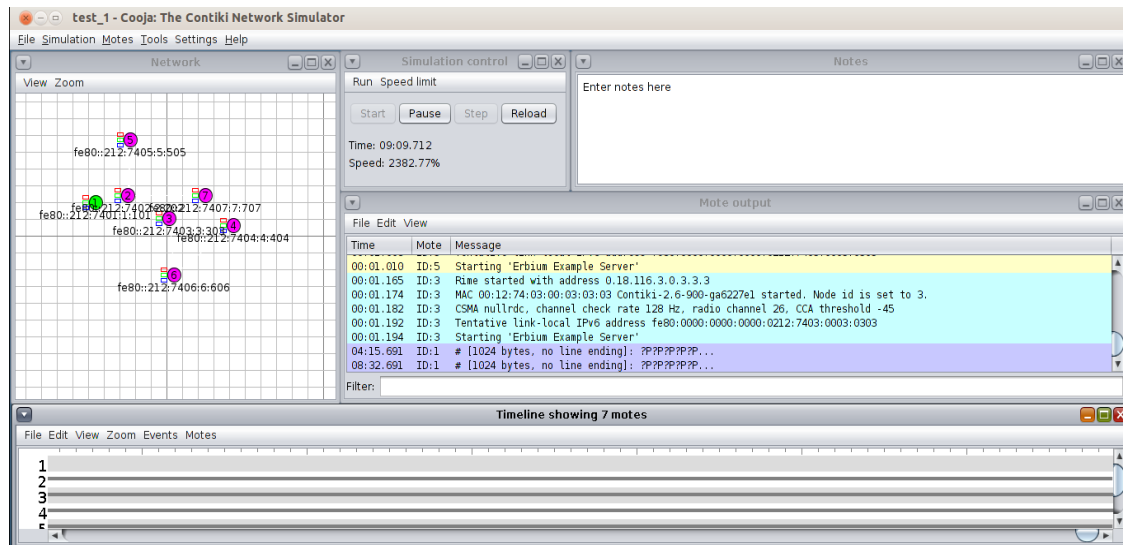 test_1 - Cooja: The Contiki Network Simulator
File Simulation Motes Tools Settings Help
Network
View Zoom
5
fe80::212:7405:5:505
1
2
7
fe80::212:7401:1:101
fe80::212:7407:7:707
3
4
fe80::212:7404:4:404
6
fe80::212:7406:6:606
Simulation control
Run Speed limit
Start Pause Step Reload
Time: 09:09.712
Speed: 2382.77%
Notes
Enter notes here
Mote output
File Edit View
Time Mote Message
00:01.010 ID:5 Starting 'Erbium Example Server'
00:01.165 ID:3 Rime started with address 0.18.116.3.0.3.3.3
00:01.174 ID:3 MAC 00:12:74:03:00:03:03:03 Contiki-2.6-900-ga6227e1 started. Node id is set to 3.
00:01.182 ID:3 CSMA nullrdc, channel check rate 128 Hz, radio channel 26, CCA threshold -45
00:01.192 ID:3 Tentative link-local IPv6 address fe80:0000:0000:0000:0212:7403:0003:0303
00:01.194 ID:3 Starting 'Erbium Example Server'
04:15.691 ID:1 # [1024 bytes, no line ending]: ?P?P?P?P?P...
08:32.691 ID:1 # [1024 bytes, no line ending]: ?P?P?P?P?P...
Filter:
Timeline showing 7 motes
File Edit View Zoom Events Motes
1
2
3
4
5